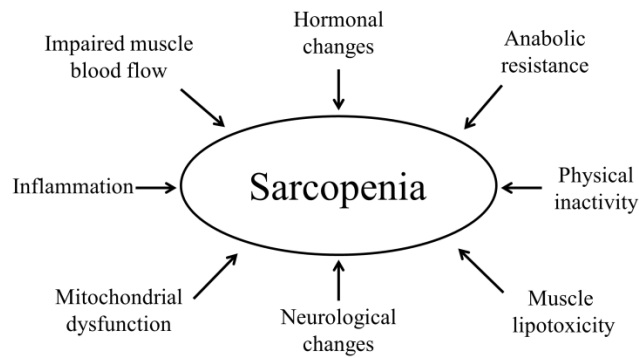 Hormonal
changes
Impaired muscle
blood flow
Anabolic
resistance
Inflammation
Sarcopenia
Physical
inactivity
Mitochondrial
dysfunction
Neurological
changes
Muscle
lipotoxicity